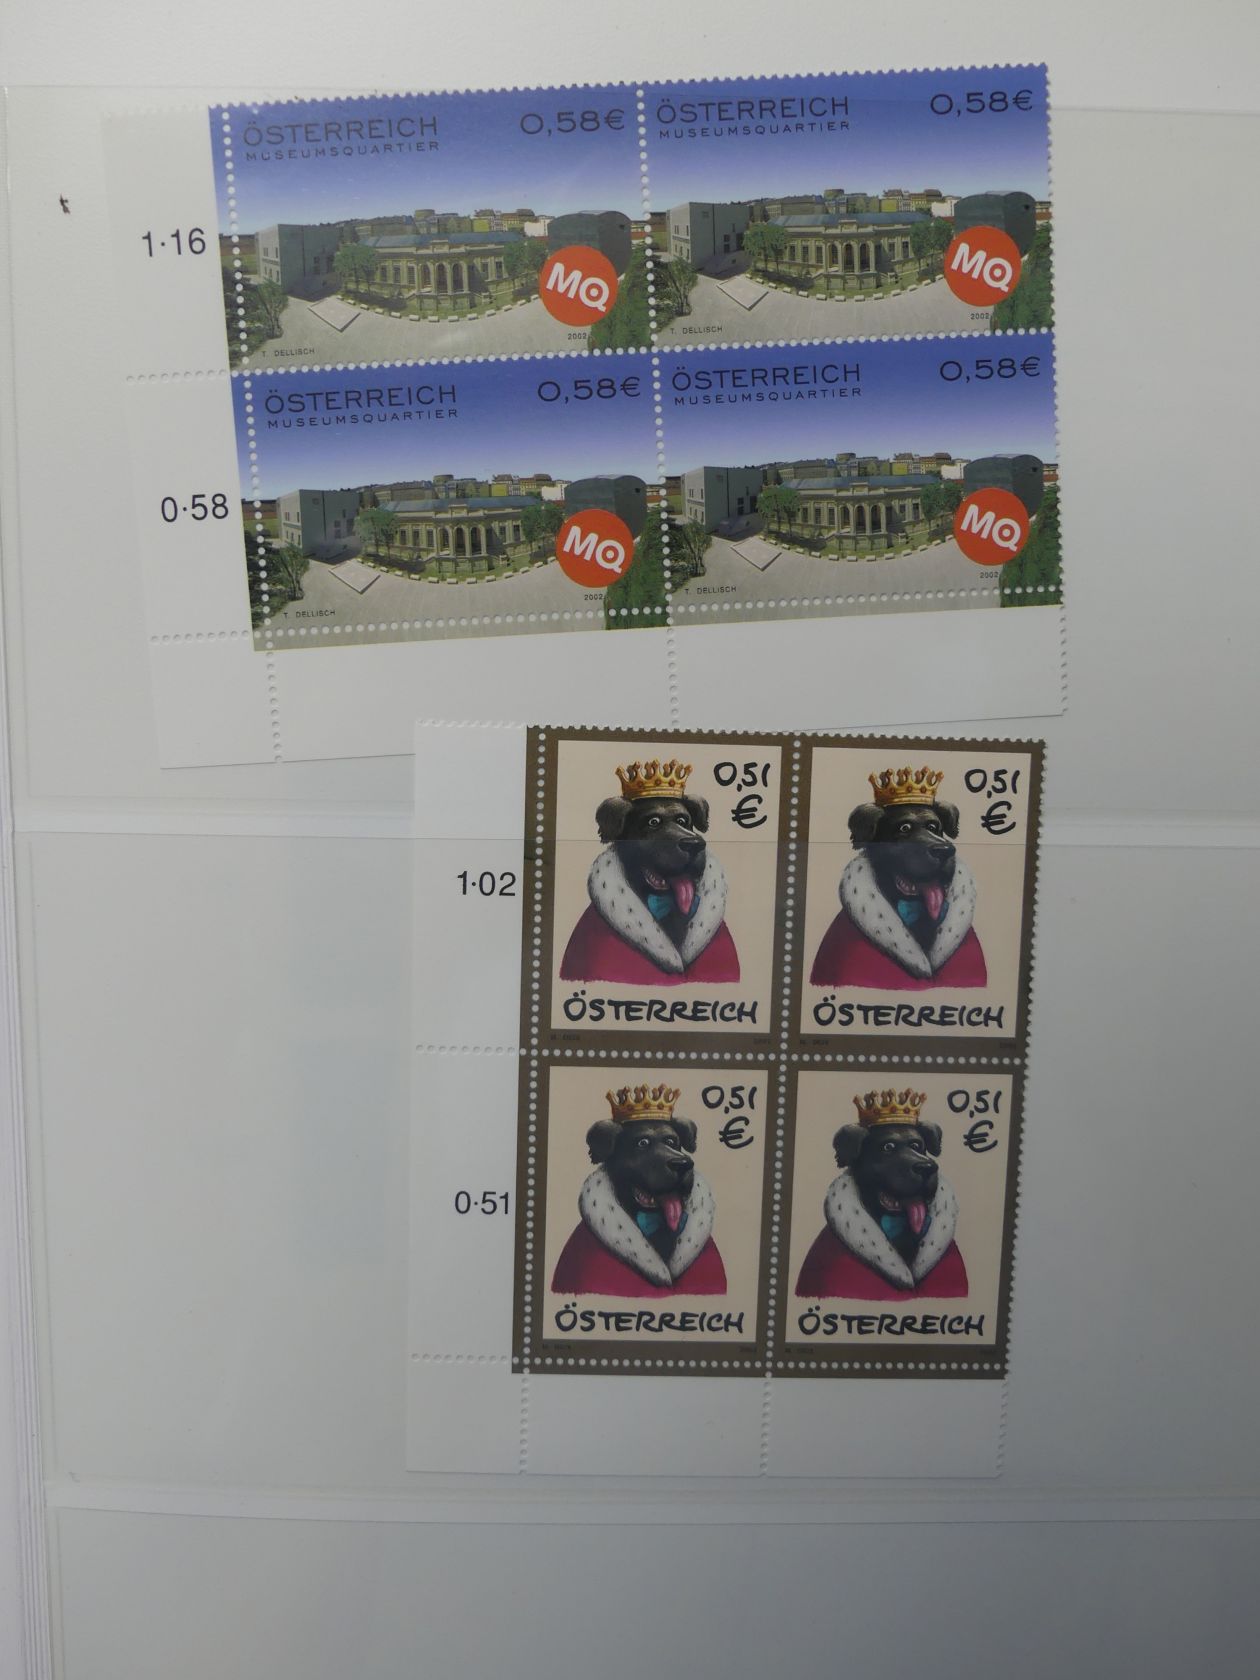 ÖSTERREICH 0,58€
MUSEUMSQUARTIER
MQ
T. DELLISCH 2002
ÖSTERREICH 0,58€
MUSEUMSQUARTIER
MQ
T. DELLISCH 2002
1·16
ÖSTERREICH 0,58€
MUSEUMSQUARTIER
MQ
T. DELLISCH 2002
ÖSTERREICH 0,58€
MUSEUMSQUARTIER
MQ
T. DELLISCH 2002
0·58
0,51
€
ÖSTERREICH
0,51
€
ÖSTERREICH
1·02
0,51
€
ÖSTERREICH
0,51
€
ÖSTERREICH
0·51